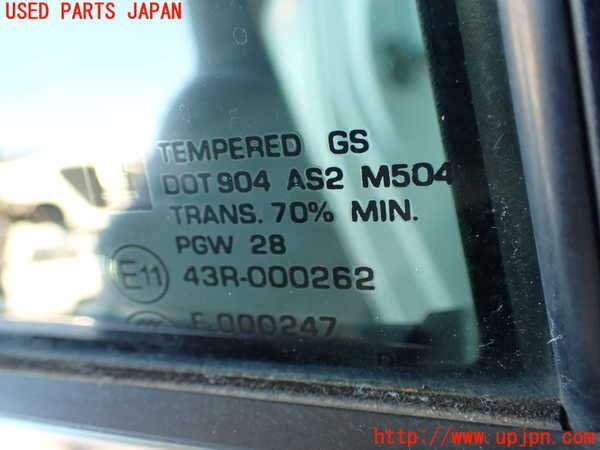 USED PARTS JAPAN
TEMPERED GS
DOT 904 AS2 M504
TRANS. 70% MIN.
PGW 28
E11 43R-000262
E-000247
http://www.upjpn.com/